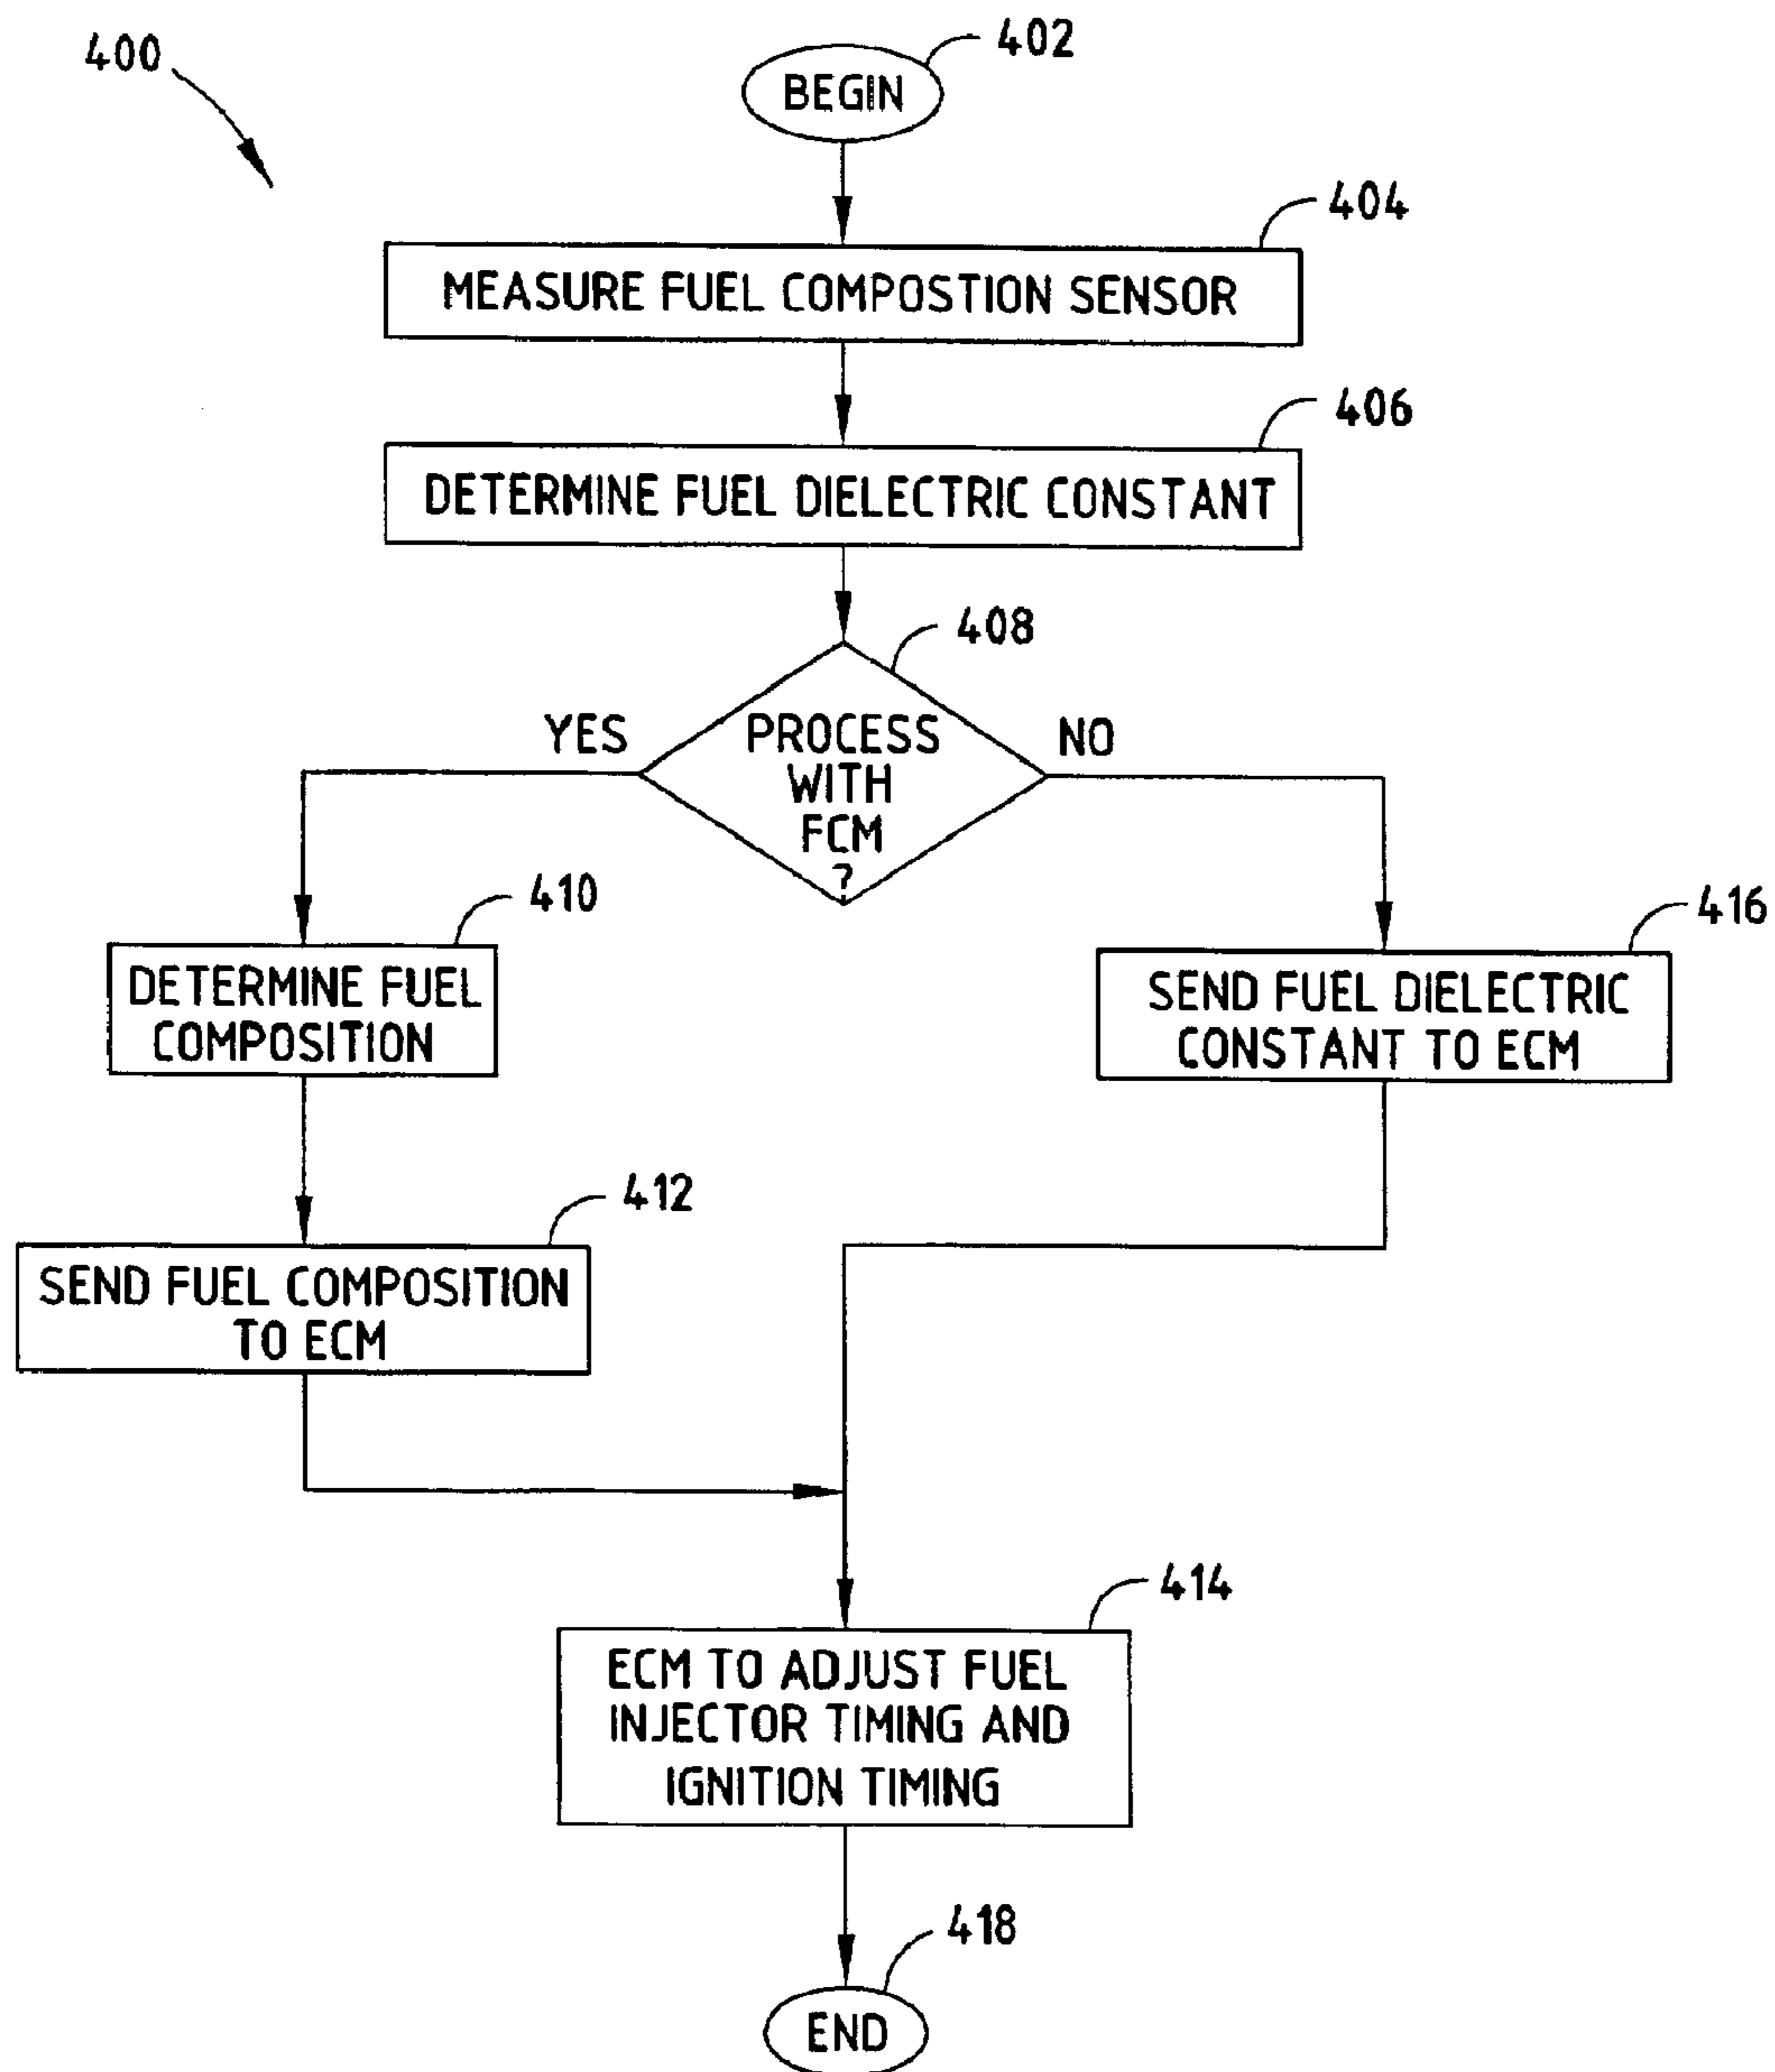 400
402
BEGIN
404
MEASURE FUEL COMPOSTION SENSOR
406
DETERMINE FUEL DIELECTRIC CONSTANT
408
YES
PROCESS
WITH
FCM
?
NO
410
DETERMINE FUEL
COMPOSITION
416
SEND FUEL DIELECTRIC
CONSTANT TO ECM
412
SEND FUEL COMPOSITION
TO ECM
414
ECM TO ADJUST FUEL
INJECTOR TIMING AND
IGNITION TIMING
418
END